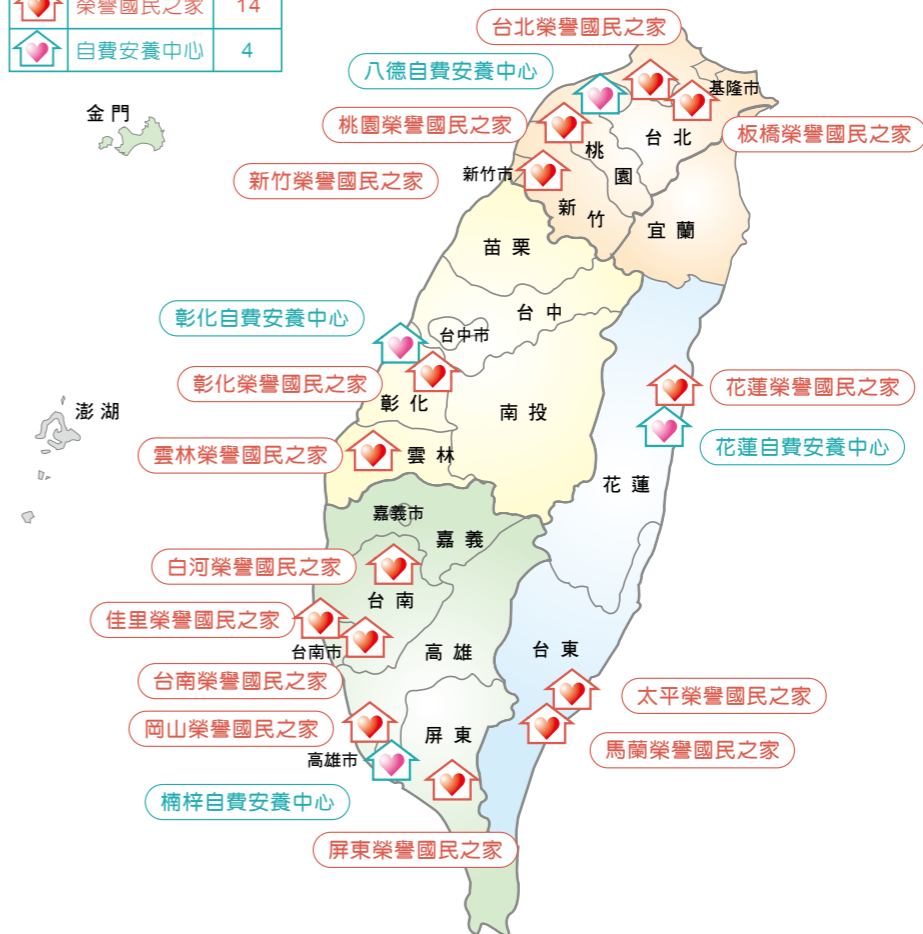 榮譽國民之家 14
自費安養中心 4
台北榮譽國民之家
八德自費安養中心
基隆市
金門
桃園榮譽國民之家
台北
板橋榮譽國民之家
桃園
新竹市
新竹榮譽國民之家
新竹
宜蘭
苗栗
台中
彰化自費安養中心
台中市
彰化榮譽國民之家
花蓮榮譽國民之家
彰化
南投
澎湖
花蓮自費安養中心
雲林榮譽國民之家
雲林
花蓮
嘉義市
嘉義
白河榮譽國民之家
台南
佳里榮譽國民之家
台南市
高雄
台東
台南榮譽國民之家
太平榮譽國民之家
岡山榮譽國民之家
屏東
馬蘭榮譽國民之家
高雄市
楠梓自費安養中心
屏東榮譽國民之家